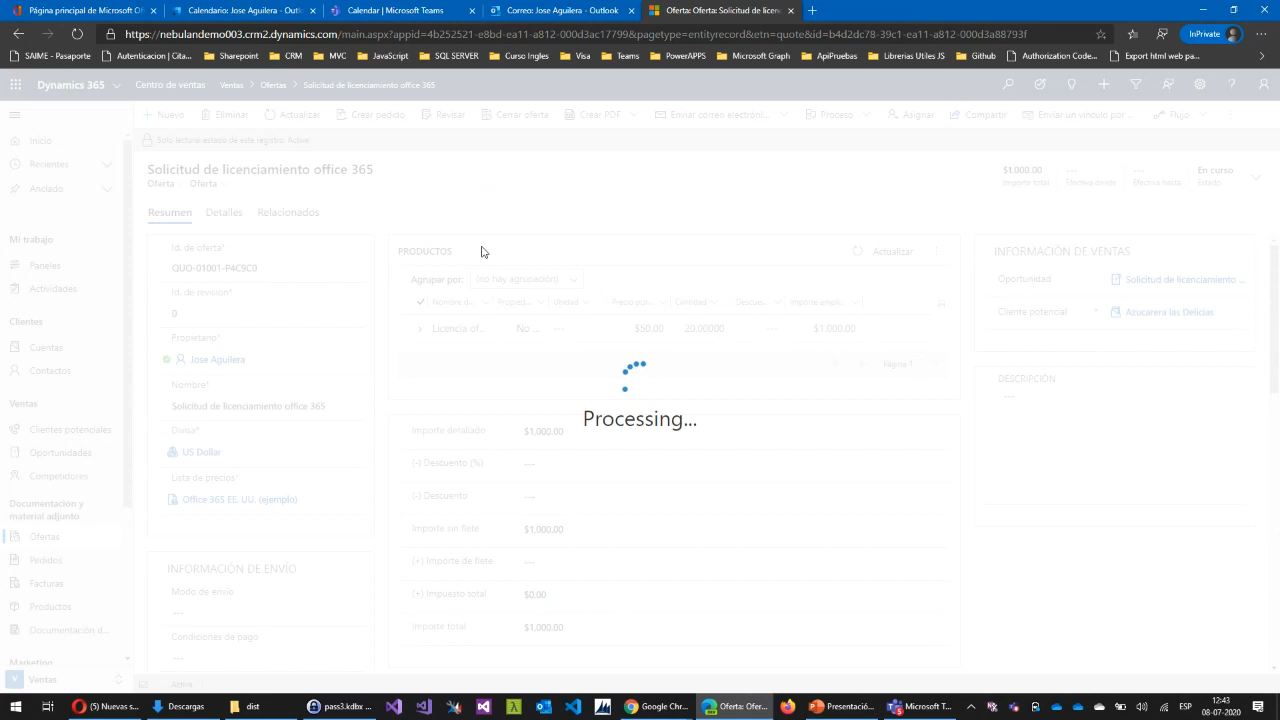 Página principal de Microsoft Of
Jose Aguilera - Outlook
Calendario | Microsoft Teams
Correo: Jose Aguilera - Outlook
Oferta: Oferta: Solicitud de licen
https://nebulandemo003.crm2.dynamics.com/main.aspx?appid=4b252521-e8bd-ea11-a812-000d3ac17799&pagetype=entityrecord&etn=quote&id=b4d2dc78-39c1-ea11-a812-000d3a88793f
InPrivate
SAIME - Pasaporte
Autenticacion | Cita...
Sharepoint
CRM
MVC
JavaScript
SQL SERVER
Curso Ingles
Visa
Teams
PowerAPPS
Microsoft Graph
ApiPruebas
Librerias Utiles JS
Github
Authorization Code...
Export html web pa...
Dynamics 365
Centro de ventas
Ventas > Ofertas > Solicitud de licenciamiento office 365
Nuevo
Eliminar
Actualizar
Crear pedido
Revisar
Cerrar oferta
Crear PDF
Enviar correo electróni...
Proceso
Asignar
Compartir
Enviar un vínculo por ...
Flujo
Inicio
Recientes
Anclado
Mi trabajo
Paneles
Actividades
Clientes
Cuentas
Contactos
Ventas
Clientes potenciales
Oportunidades
Competidores
Documentación y
material adjunto
Ofertas
Pedidos
Facturas
Productos
Documentación d...
Marketing
V Ventas
Solo lectura: estado de este registro: Activa
Solicitud de licenciamiento office 365
Oferta
Oferta
$1,000.00
Importe total
---
Efectiva desde
---
Efectiva hasta
En curso
Estado
Resumen
Detalles
Relacionados
Id. de oferta*
QUO-01001-P4C9C0
Id. de revisión*
0
Propietario*
Jose Aguilera
Nombre*
Solicitud de licenciamiento office 365
Divisa*
US Dollar
Lista de precios*
Office 365 EE. UU. (ejemplo)
INFORMACIÓN DE ENVÍO
Modo de envío
---
Condiciones de pago
---
PRODUCTOS
Actualizar
Agrupar por: (no hay agrupación)
Nombre d... Propied... Unidad Precio por... Cantidad Descue... Importe ampli...
Licencia of... No ... --- $50.00 20,00000 --- $1,000.00
Página 1
Processing...
Importe detallado $1,000.00
(-) Descuento (%) ---
(-) Descuento ---
Importe sin flete $1,000.00
(+) Importe de flete ---
(+) Impuesto total $0.00
Importe total $1,000.00
INFORMACIÓN DE VENTAS
Oportunidad Solicitud de licenciamiento ...
Cliente potencial * Azucarera las Delicias
DESCRIPCIÓN
---
Activa
(5) Nuevas s...
Descargas
dist
pass3.kdbx ...
Google Chr...
Oferta: Ofer...
Presentació...
Microsoft T...
ESP
12:43
08-07-2020